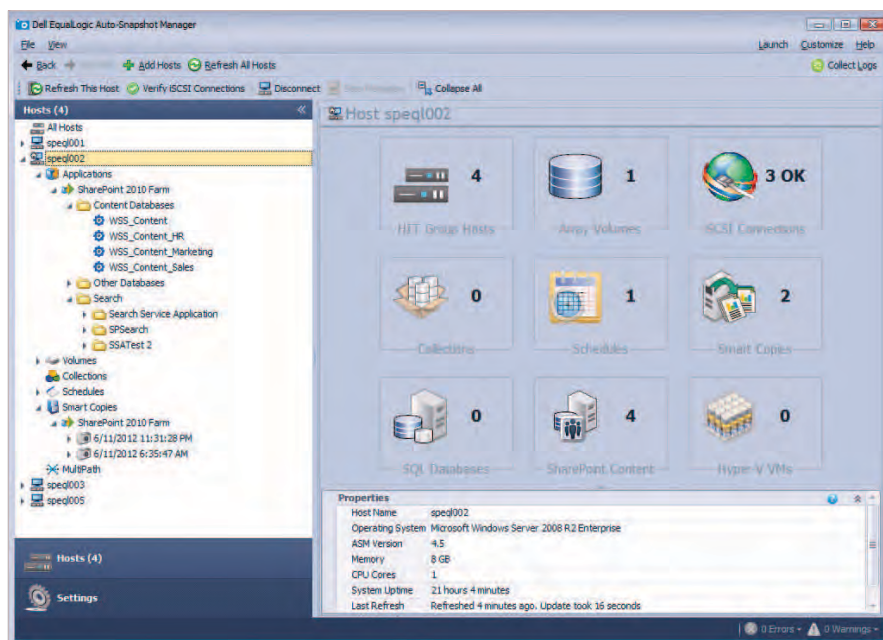 Dell EqualLogic Auto-Snapshot Manager
File View Launch Customize Help
Back Add Hosts Refresh All Hosts Collect Logs
Refresh This Host Verify iSCSI Connections Disconnect Collapse All
Hosts (4)
All Hosts
speql001
speql002
Applications
SharePoint 2010 Farm
Content Databases
WSS_Content
WSS_Content_HR
WSS_Content_Marketing
WSS_Content_Sales
Other Databases
Search
Search Service Application
SPSearch
SSATest 2
Volumes
Collections
Schedules
Smart Copies
SharePoint 2010 Farm
6/11/2012 11:31:28 PM
6/11/2012 6:35:47 AM
MultiPath
speql003
speql005
Hosts (4)
Settings
Host speql002
4
HIT Group Hosts
1
Array Volumes
3 OK
iSCSI Connections
0
Collections
1
Schedules
2
Smart Copies
0
SQL Databases
4
SharePoint Content
0
Hyper-V VMs
Properties
Host Name speql002
Operating System Microsoft Windows Server 2008 R2 Enterprise
ASM Version 4.5
Memory 8 GB
CPU Cores 1
System Uptime 21 hours 4 minutes
Last Refresh Refreshed 4 minutes ago. Update took 16 seconds
0 Errors 0 Warnings